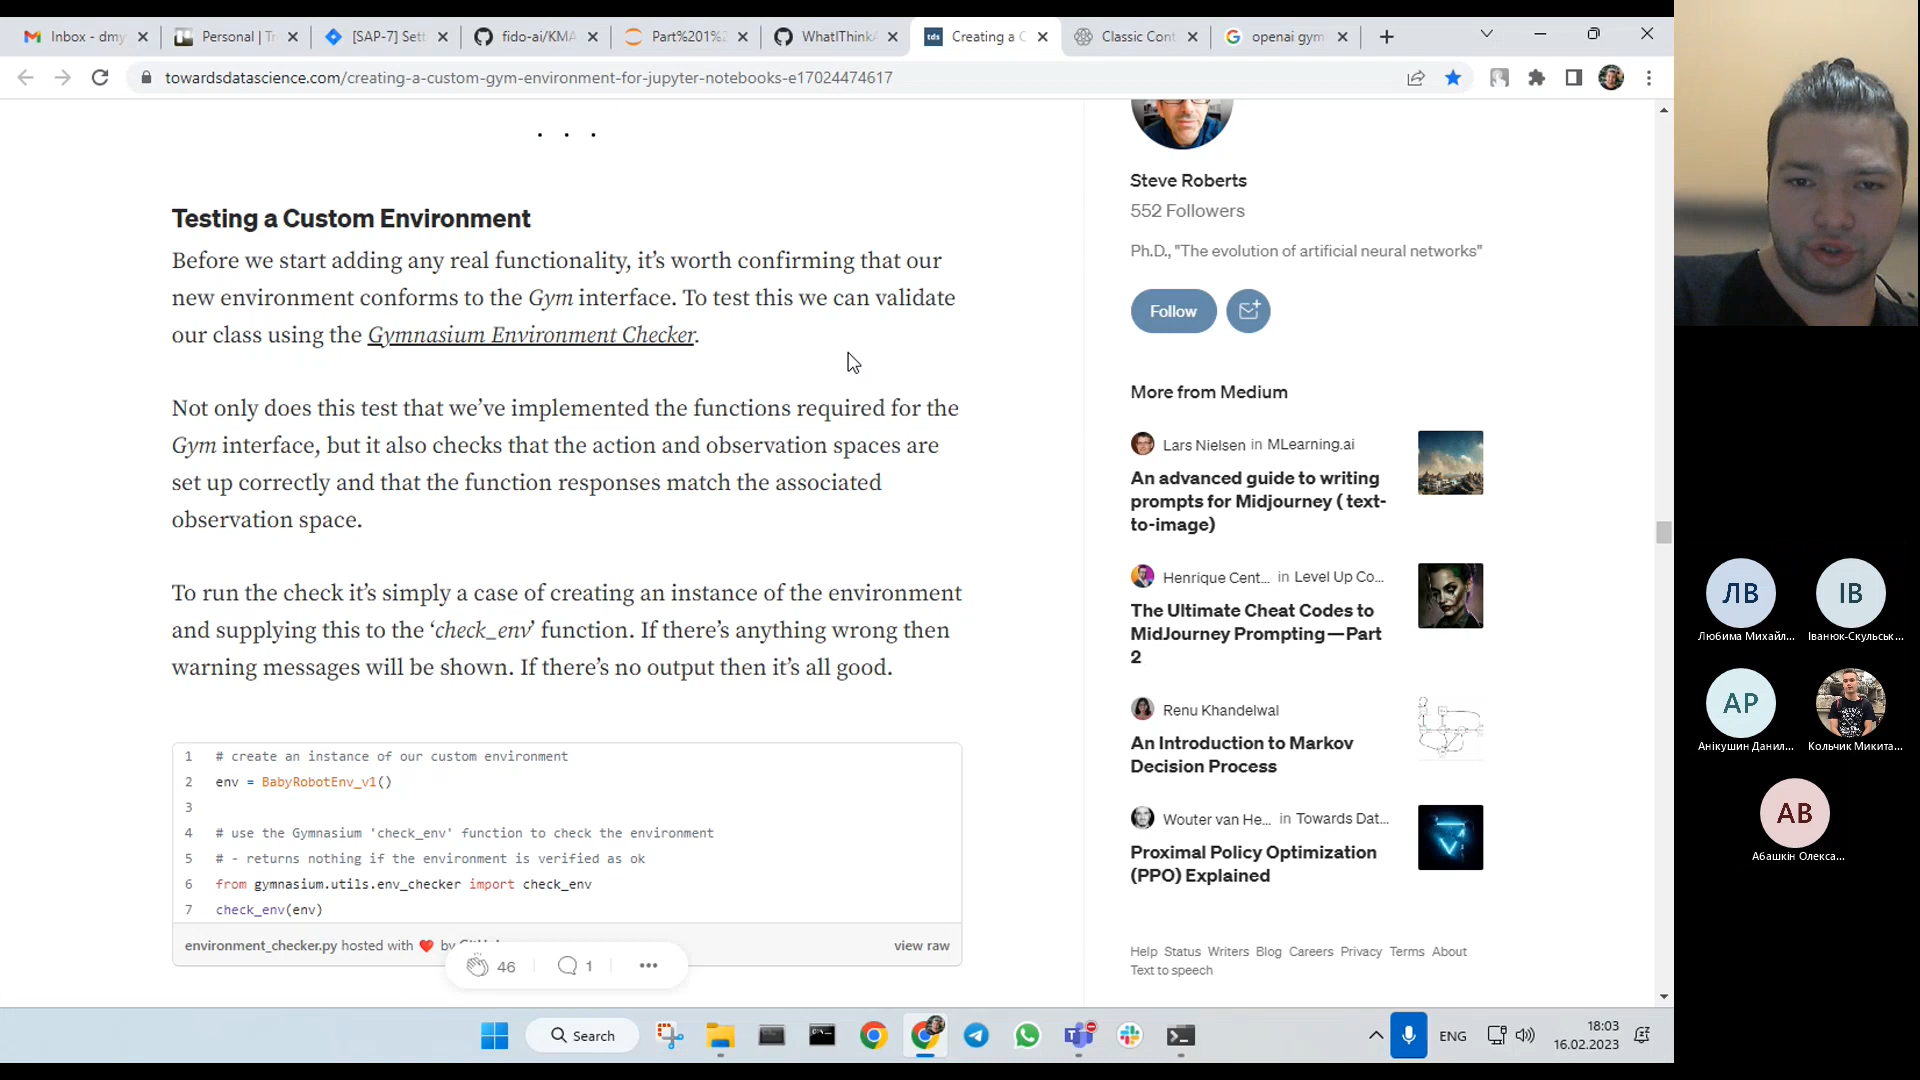 Inbox - dmy
Personal | Tr
[SAP-7] Sett
fido-ai/KMA
Part%201%2
WhatIThink
Creating a C
Classic Cont
openai gym
towardsdatascience.com/creating-a-custom-gym-environment-for-jupyter-notebooks-e17024474617
. . .
Testing a Custom Environment
Before we start adding any real functionality, it’s worth confirming that our
new environment conforms to the Gym interface. To test this we can validate
our class using the Gymnasium Environment Checker.
Not only does this test that we’ve implemented the functions required for the
Gym interface, but it also checks that the action and observation spaces are
set up correctly and that the function responses match the associated
observation space.
To run the check it’s simply a case of creating an instance of the environment
and supplying this to the ‘check_env’ function. If there’s anything wrong then
warning messages will be shown. If there’s no output then it’s all good.
1 # create an instance of our custom environment
2 env = BabyRobotEnv_v1()
3
4 # use the Gymnasium 'check_env' function to check the environment
5 # - returns nothing if the environment is verified as ok
6 from gymnasium.utils.env_checker import check_env
7 check_env(env)
environment_checker.py hosted with ❤ by
view raw
46
1
Steve Roberts
552 Followers
Ph.D., "The evolution of artificial neural networks"
Follow
More from Medium
Lars Nielsen in MLearning.ai
An advanced guide to writing
prompts for Midjourney ( text-
to-image)
Henrique Cent... in Level Up Co...
The Ultimate Cheat Codes to
MidJourney Prompting — Part
2
Renu Khandelwal
An Introduction to Markov
Decision Process
Wouter van He... in Towards Dat...
Proximal Policy Optimization
(PPO) Explained
Help Status Writers Blog Careers Privacy Terms About
Text to speech
Search
ENG
18:03
16.02.2023
ЛВ
Любима Михайл...
ІВ
Іванюк-Скульськ...
АР
Анікушин Данил...
Кольчик Микита...
АВ
Абашкін Олекса...